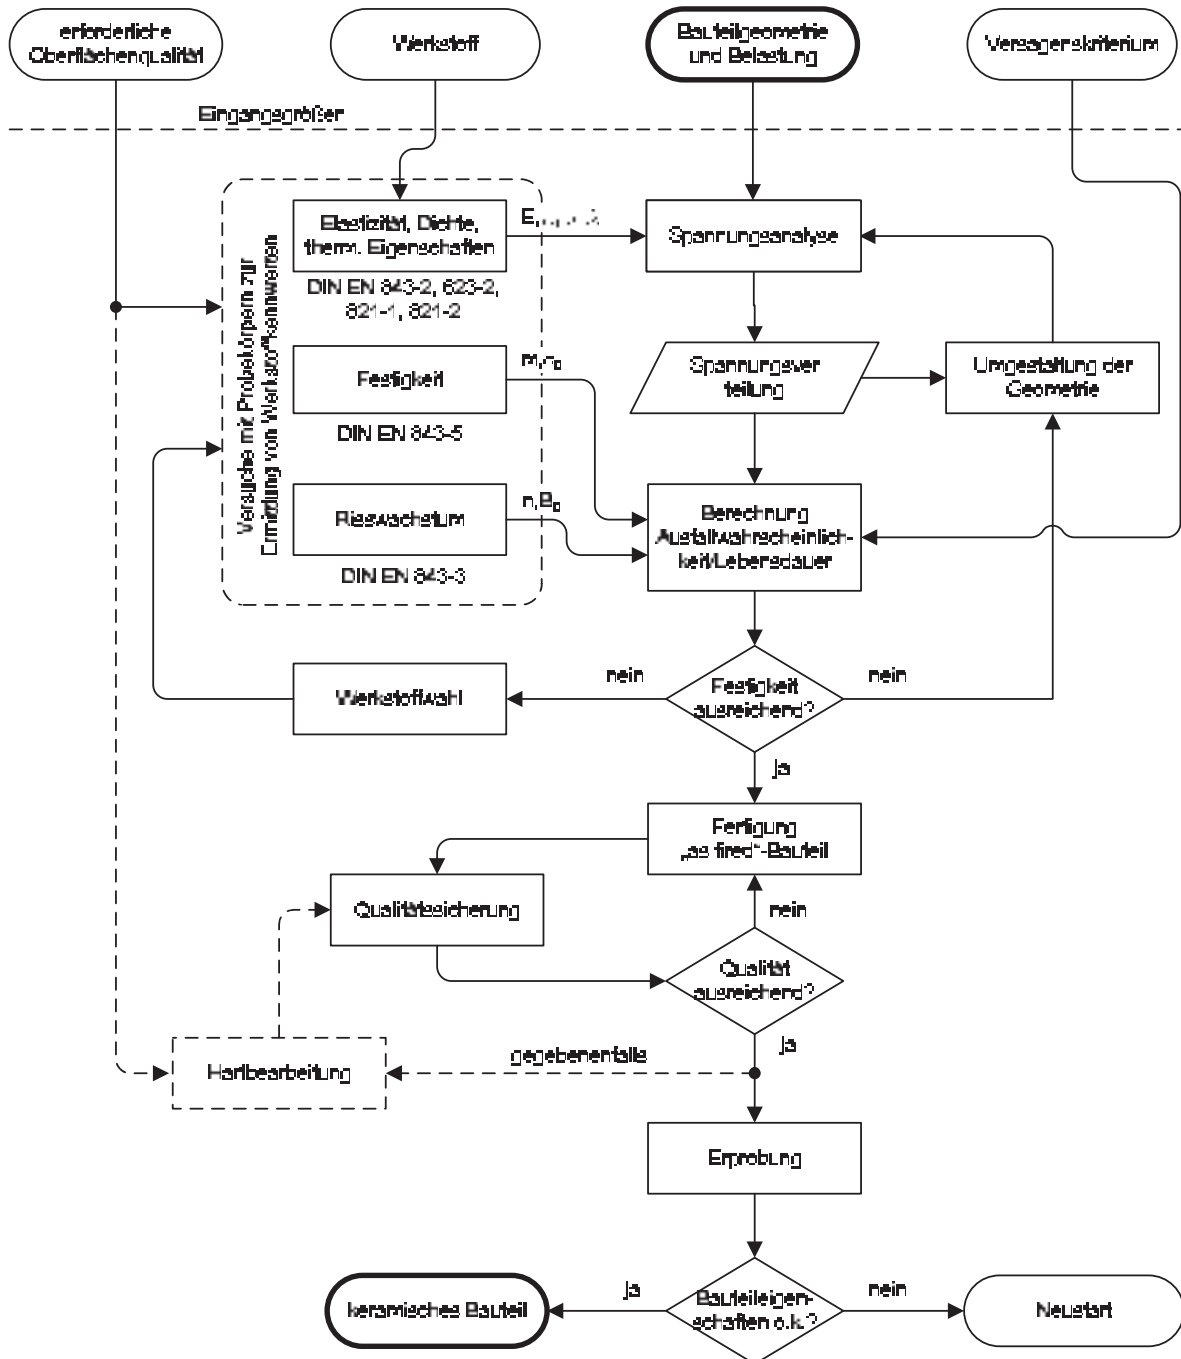 erforderliche
Oberflächenqualität
Werkstoff
Bauteilgeometrie
und Belastung
Versagenskriterium
Eingangsgrößen
Versuche mit Probekörpern zur
Ermittlung von Werkstoffkennwerten
Elastizität, Dichte,
therm. Eigenschaften
E,
DIN EN 843-2, 623-2,
821-1, 821-2
Spannungsanalyse
Festigkeit
DIN EN 843-5
Spannungsver
teilung
Umgestaltung der
Geometrie
Risswachstum
n,B₀
DIN EN 843-3
Berechnung
Ausfallwahrscheinlich-
keit/Lebensdauer
Werkstoffwahl
nein
Festigkeit
ausreichend?
nein
ja
Fertigung
„as fired“-Bauteil
Qualitätssicherung
nein
Qualität
ausreichend?
ja
Hartbearbeitung
gegebenenfalls
Erprobung
keramisches Bauteil
ja
Bauteileigen-
schaften o.k.?
nein
Neustart